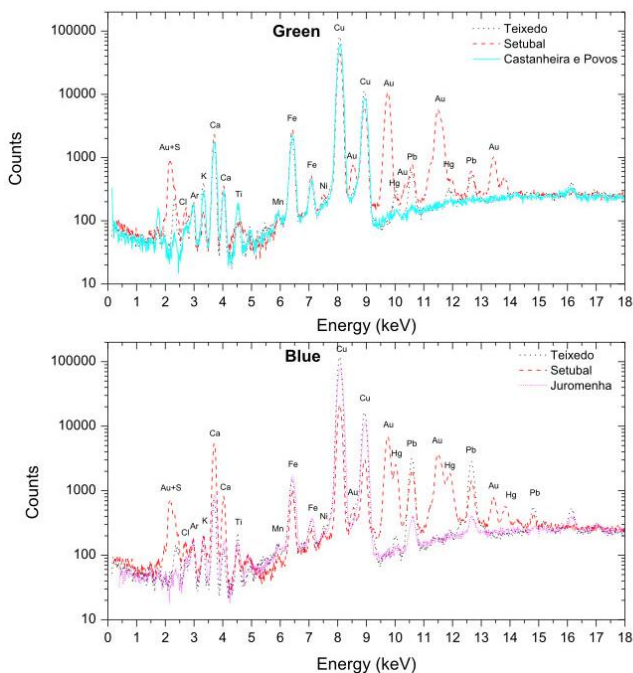 Green
Teixedo
Setubal
Castanheira e Povos
Counts
100000
10000
1000
100
10
Au+S
Cl
Ar
K
Ca
Ca
Ti
Mn
Fe
Fe
Ni
Cu
Au
Cu
Au
Hg
Au
Pb
Au
Hg
Pb
Au
0 1 2 3 4 5 6 7 8 9 10 11 12 13 14 15 16 17 18
Energy (keV)
Blue
Teixedo
Setubal
Juromenha
Counts
100000
10000
1000
100
10
Au+S
Cl
Ar
K
Ca
Ca
Ti
Mn
Fe
Fe
Ni
Cu
Au
Cu
Au
Hg
Pb
Au
Hg
Pb
Au
Hg
Pb
0 1 2 3 4 5 6 7 8 9 10 11 12 13 14 15 16 17 18
Energy (keV)